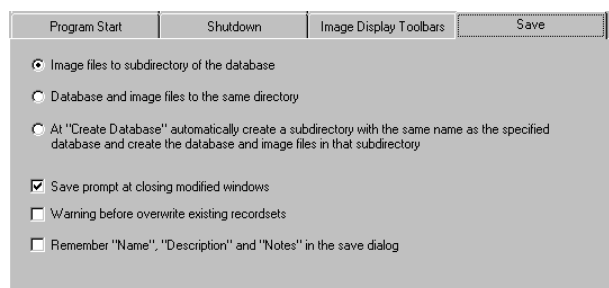 Program Start Shutdown Image Display Toolbars Save
Image files to subdirectory of the database
Database and image files to the same directory
At "Create Database" automatically create a subdirectory with the same name as the specified
database and create the database and image files in that subdirectory
Save prompt at closing modified windows
Warning before overwrite existing recordsets
Remember "Name", "Description" and "Notes" in the save dialog